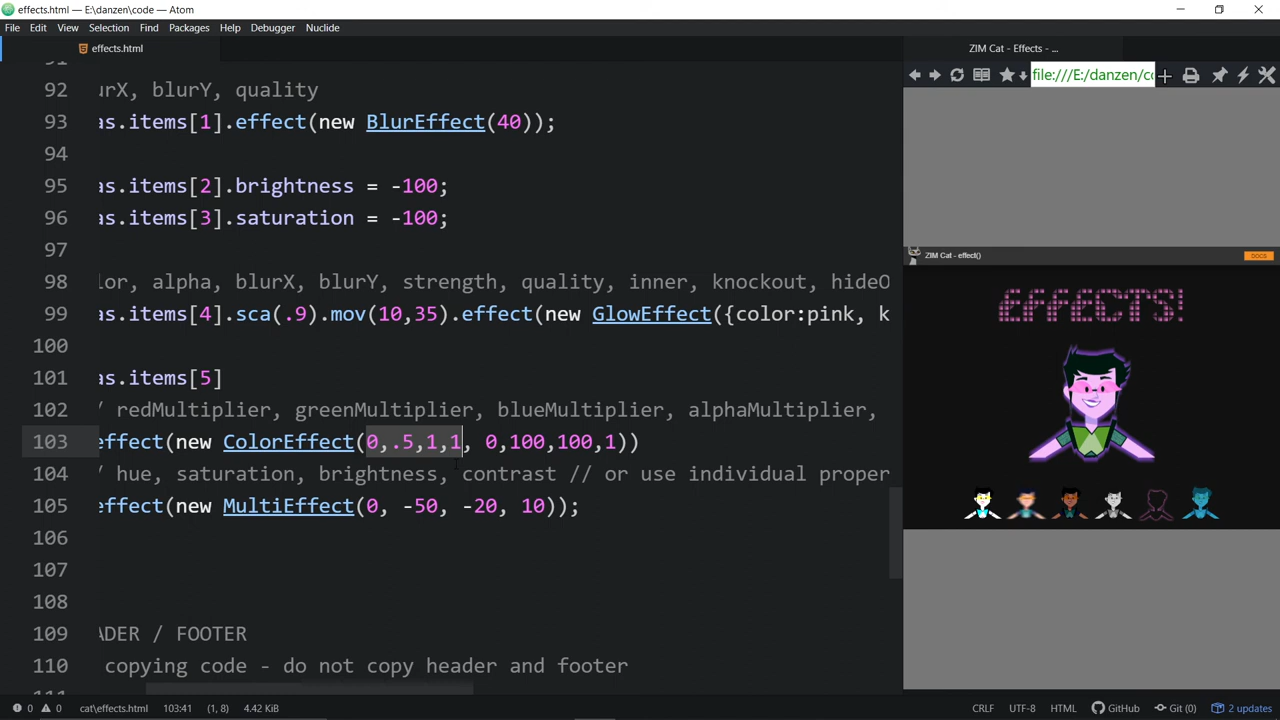 effects.html — E:\danzen\code — Atom
File Edit View Selection Find Packages Help Debugger Nuclide
effects.html
ZIM Cat - Effects - ...
file:///E:/danzen/co
92 urX, blurY, quality
93 as.items[1].effect(new BlurEffect(40));
94
95 as.items[2].brightness = -100;
96 as.items[3].saturation = -100;
97
98 lor, alpha, blurX, blurY, strength, quality, inner, knockout, hideO
99 as.items[4].sca(.9).mov(10,35).effect(new GlowEffect({color:pink, k
100
101 as.items[5]
102 / redMultiplier, greenMultiplier, blueMultiplier, alphaMultiplier,
103 effect(new ColorEffect(0,.5,1,1, 0,100,100,1))
104 / hue, saturation, brightness, contrast // or use individual proper
105 effect(new MultiEffect(0, -50, -20, 10));
106
107
108
109 ADER / FOOTER
110 copying code - do not copy header and footer
ZIM Cat - effect()
DOCS
EFFECTS!
0 0 cat\effects.html 103:41 (1, 8) 4.42 KiB
CRLF UTF-8 HTML GitHub Git (0) 2 updates